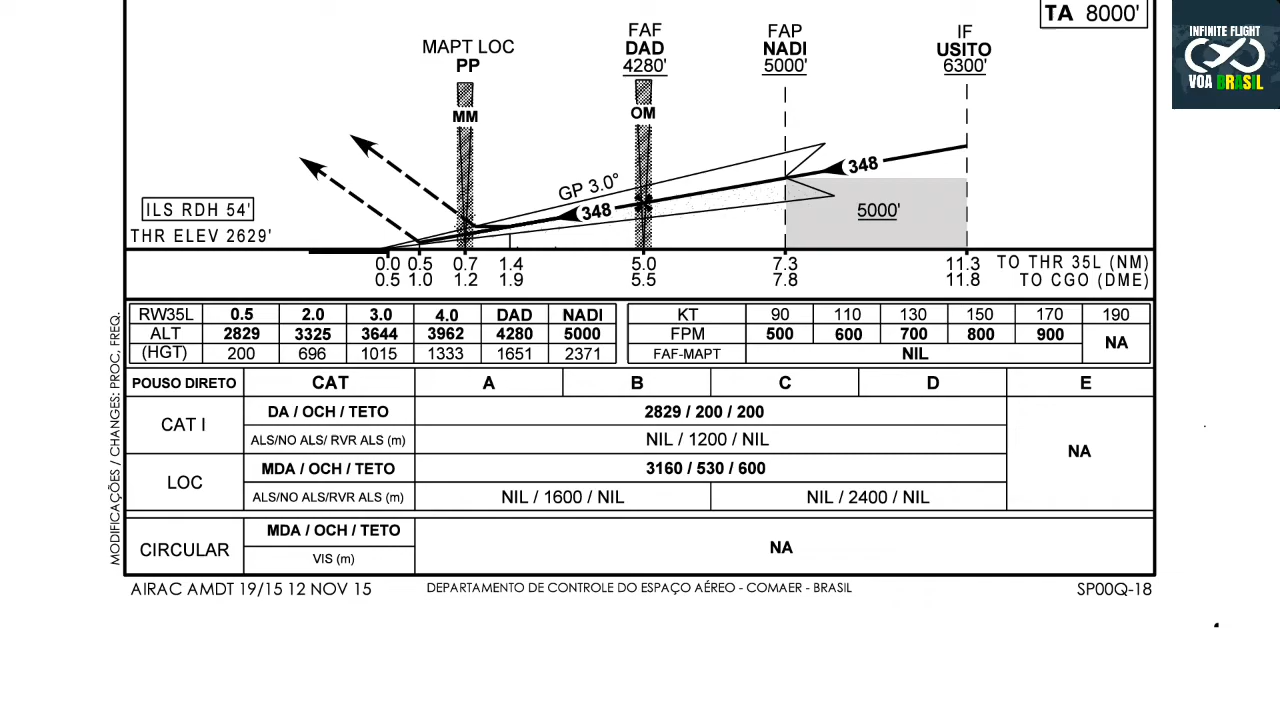 TA 8000'
INFINITE FLIGHT
VOA BRASIL
FAF
DAD
4280'
FAP
NADI
5000'
IF
USITO
6300'
MAPT LOC
PP
MM
OM
GP 3.0°
348
348
5000'
ILS RDH 54'
THR ELEV 2629'
0.0 0.5 0.7 1.4 5.0 7.3 11.3 TO THR 35L (NM)
0.5 1.0 1.2 1.9 5.5 7.8 11.8 TO CGO (DME)
RW35L 0.5 2.0 3.0 4.0 DAD NADI
ALT 2829 3325 3644 3962 4280 5000
(HGT) 200 696 1015 1333 1651 2371
KT 90 110 130 150 170 190
FPM 500 600 700 800 900 NA
FAF-MAPT NIL
POUSO DIRETO CAT A B C D E
CAT I DA / OCH / TETO 2829 / 200 / 200
ALS/NO ALS/ RVR ALS (m) NIL / 1200 / NIL
NA
LOC MDA / OCH / TETO 3160 / 530 / 600
ALS/NO ALS/RVR ALS (m) NIL / 1600 / NIL NIL / 2400 / NIL
CIRCULAR MDA / OCH / TETO NA
VIS (m)
MODIFICAÇÕES / CHANGES: PROC, FREQ.
AIRAC AMDT 19/15 12 NOV 15 DEPARTAMENTO DE CONTROLE DO ESPAÇO AÉREO - COMAER - BRASIL SP00Q-18